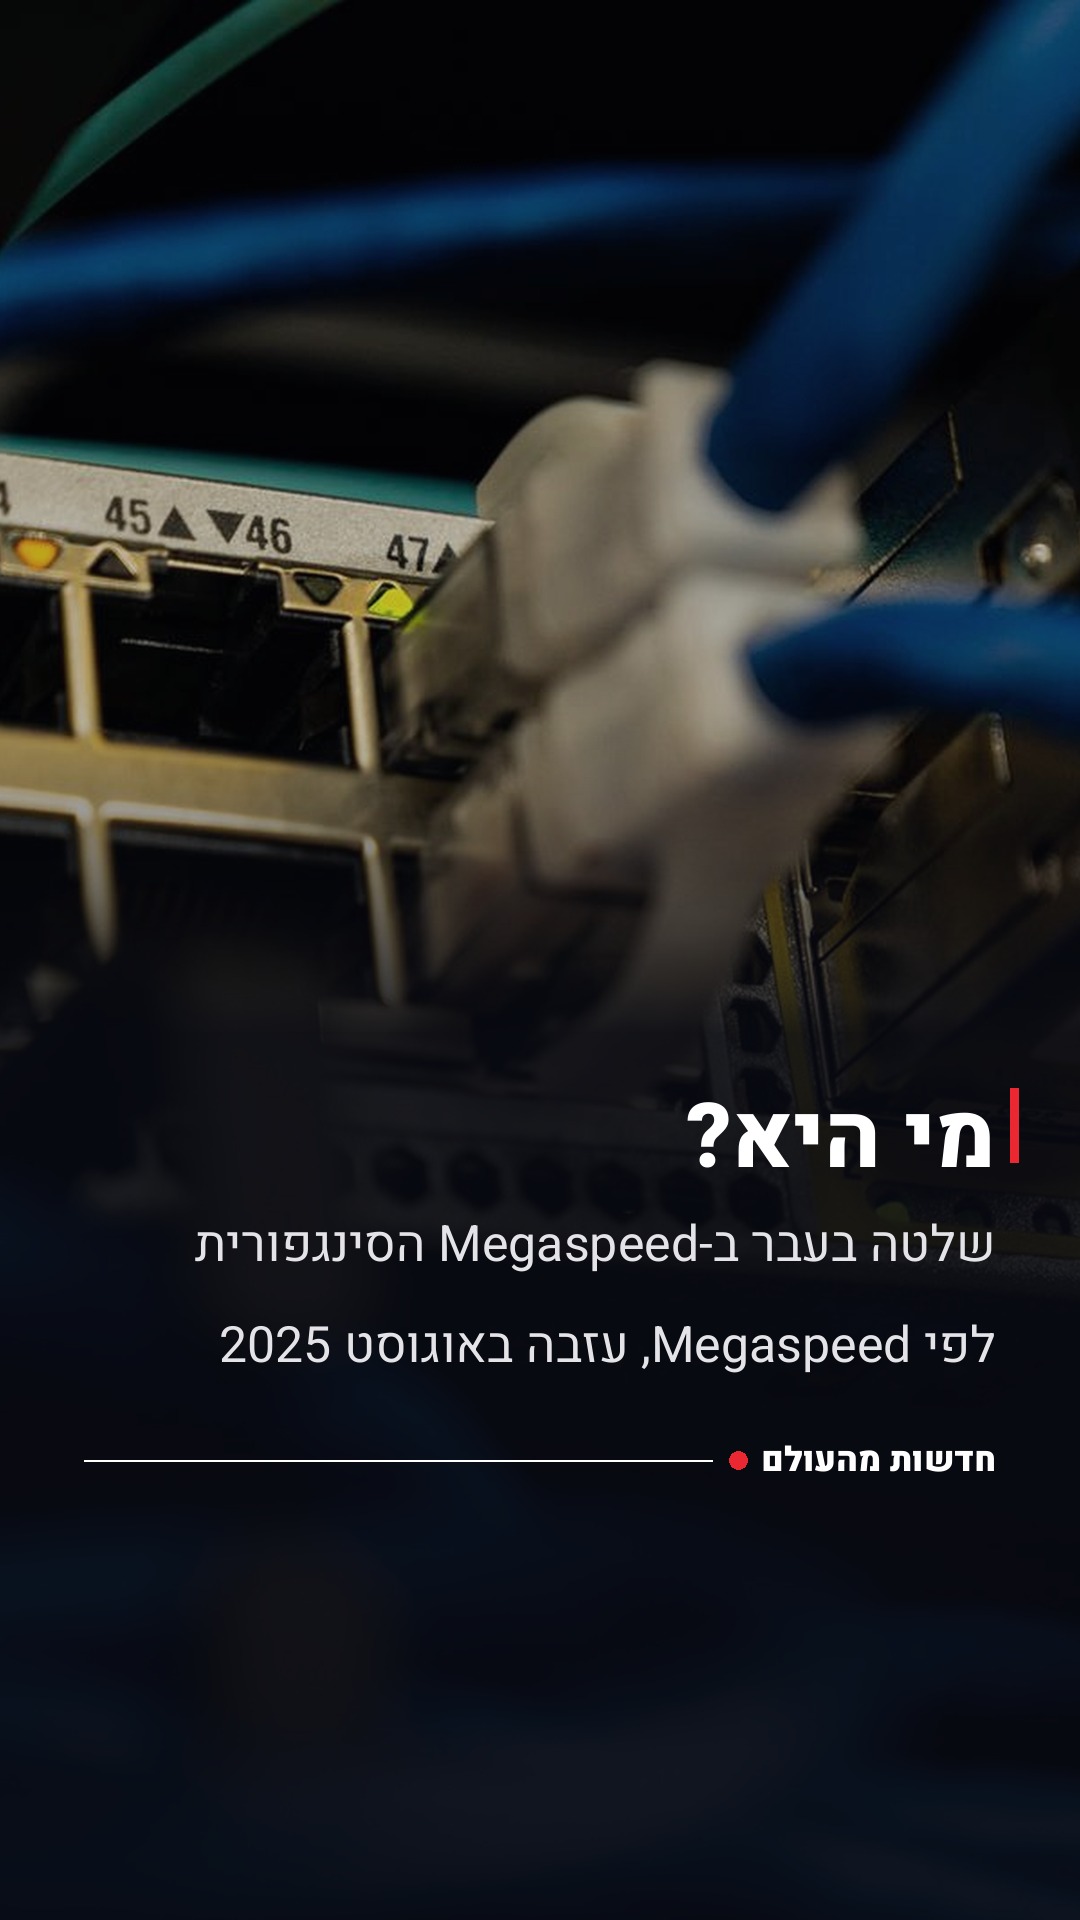 45▲ ▼46
47▲
מי היא?
שלטה בעבר ב-Megaspeed הסינגפורית
לפי Megaspeed, עזבה באוגוסט 2025
חדשות מהעולם